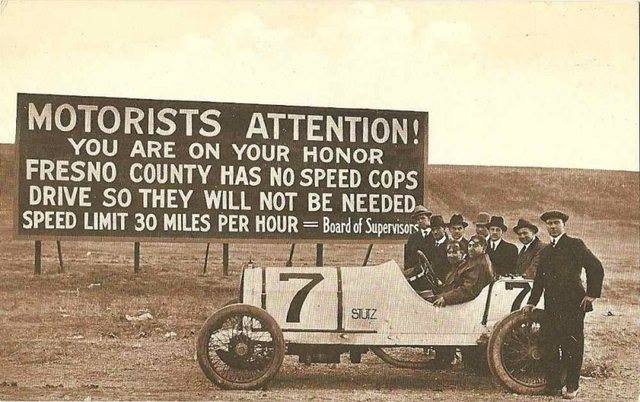 MOTORISTS ATTENTION!
YOU ARE ON YOUR HONOR
FRESNO COUNTY HAS NO SPEED COPS
DRIVE SO THEY WILL NOT BE NEEDED
SPEED LIMIT 30 MILES PER HOUR = Board of Supervisors
7
STUTZ
7